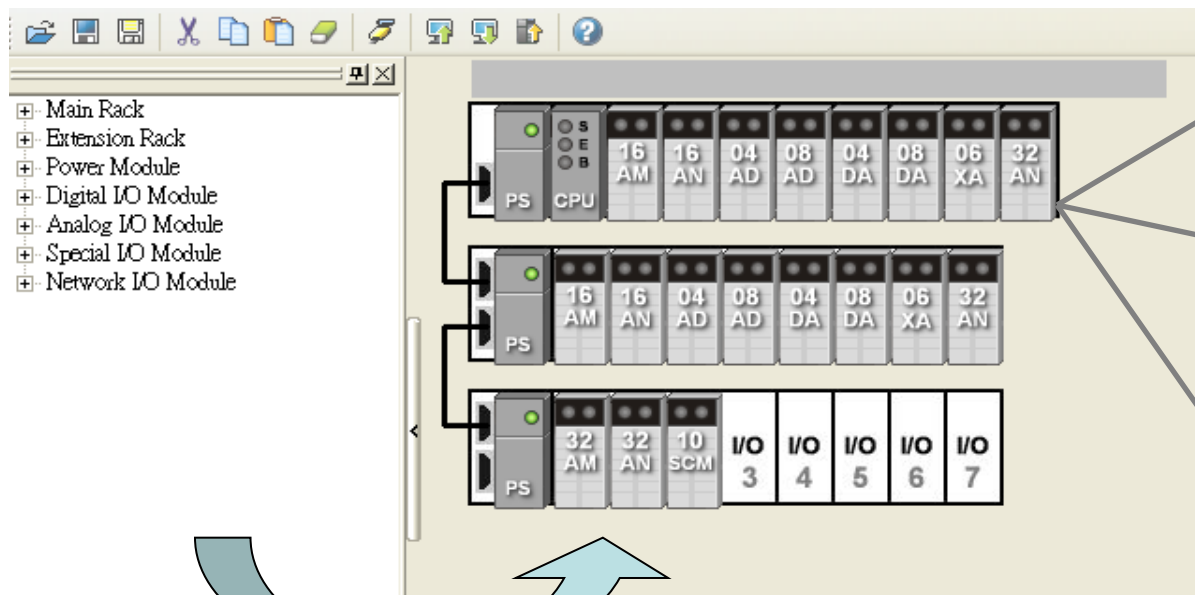 Main Rack
Extension Rack
Power Module
Digital I/O Module
Analog I/O Module
Special I/O Module
Network I/O Module
PS
S
E
B
CPU
16 AM
16 AN
04 AD
08 AD
04 DA
08 DA
06 XA
32 AN
PS
16 AM
16 AN
04 AD
08 AD
04 DA
08 DA
06 XA
32 AN
PS
32 AM
32 AN
10 SCM
I/O 3
I/O 4
I/O 5
I/O 6
I/O 7